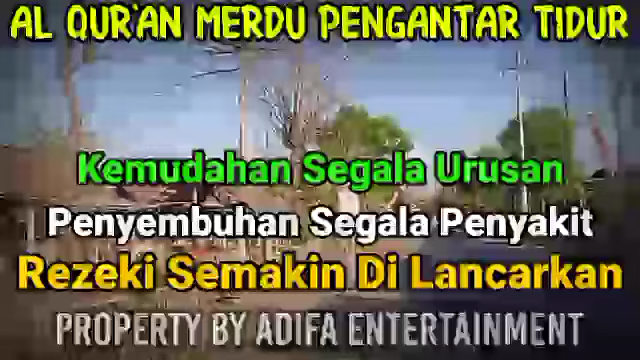 AL QUR'AN MERDU PENGANTAR TIDUR
Kemudahan Segala Urusan
Penyembuhan Segala Penyakit
Rezeki Semakin Di Lancarkan
PROPERTY BY ADIFA ENTERTAINMENT